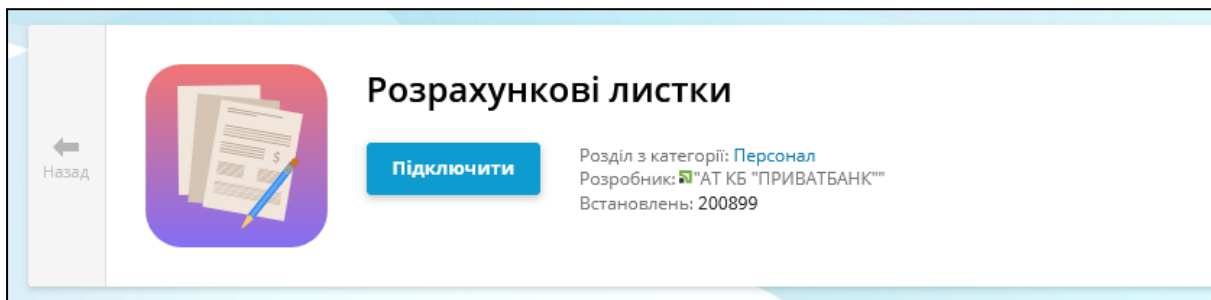 Розрахункові листки
Назад
Підключити
Розділ з категорії: Персонал
Розробник: "АТ КБ "ПРИВАТБАНК""
Встановлень: 200899
$